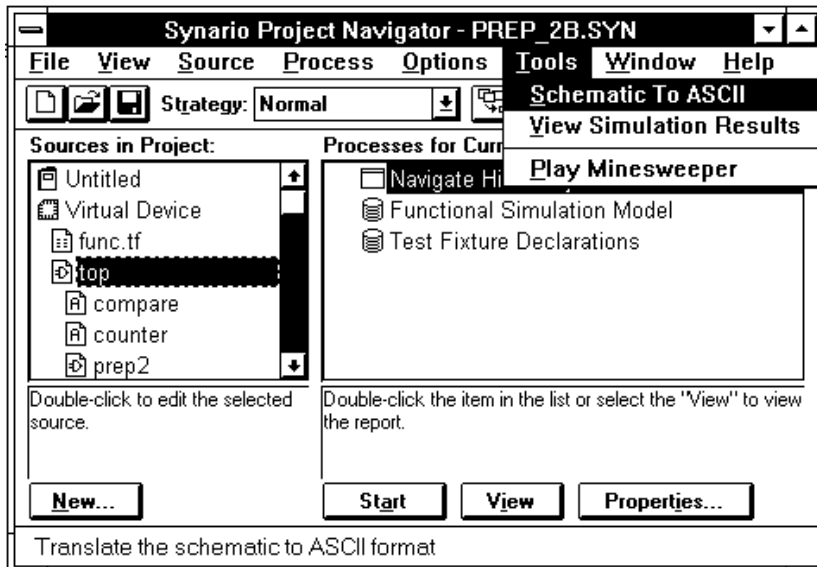 Synario Project Navigator - PREP_2B.SYN
File View Source Process Options Tools Window Help
Strategy: Normal
Schematic To ASCII
View Simulation Results
Play Minesweeper
Sources in Project:
Untitled
Virtual Device
func.tf
top
compare
counter
prep2
Double-click to edit the selected
source.
New...
Processes for Curr
Navigate Hi
Functional Simulation Model
Test Fixture Declarations
Double-click the item in the list or select the "View" to view
the report.
Start View Properties...
Translate the schematic to ASCII format